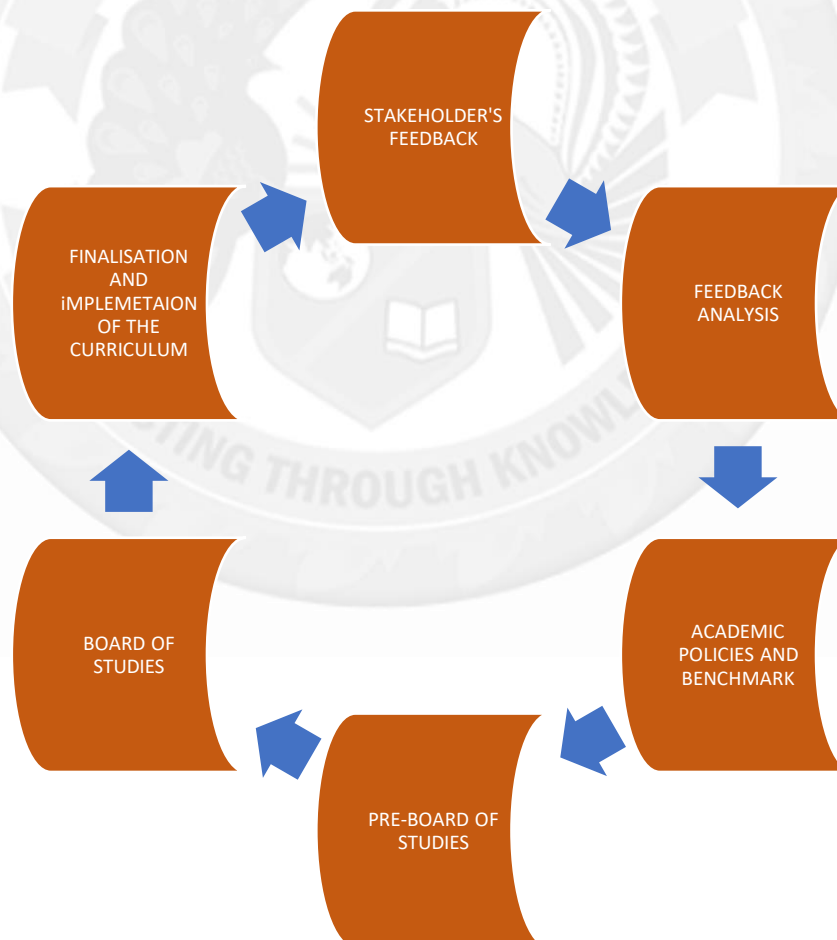 STAKEHOLDER'S
FEEDBACK
FEEDBACK
ANALYSIS
ACADEMIC
POLICIES AND
BENCHMARK
PRE-BOARD OF
STUDIES
BOARD OF
STUDIES
FINALISATION
AND
iMPLEMETAION
OF THE
CURRICULUM
THROUGH